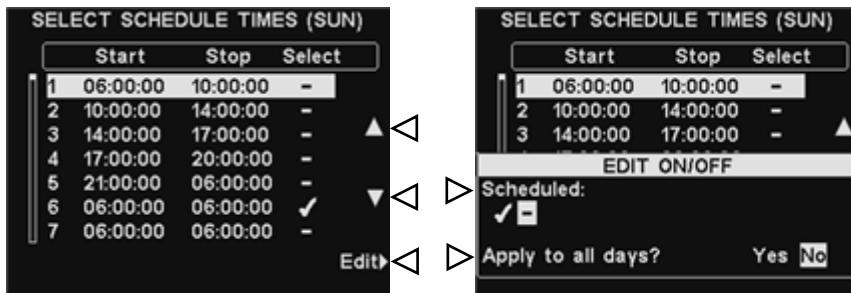 SELECT SCHEDULE TIMES (SUN)
Start Stop Select
1 06:00:00 10:00:00 -
2 10:00:00 14:00:00 -
3 14:00:00 17:00:00 -
4 17:00:00 20:00:00 -
5 21:00:00 06:00:00 -
6 06:00:00 06:00:00 ✓
7 06:00:00 06:00:00 -
Edit
SELECT SCHEDULE TIMES (SUN)
Start Stop Select
1 06:00:00 10:00:00 -
2 10:00:00 14:00:00 -
3 14:00:00 17:00:00 -
EDIT ON/OFF
Scheduled:
✓ -
Apply to all days? Yes No